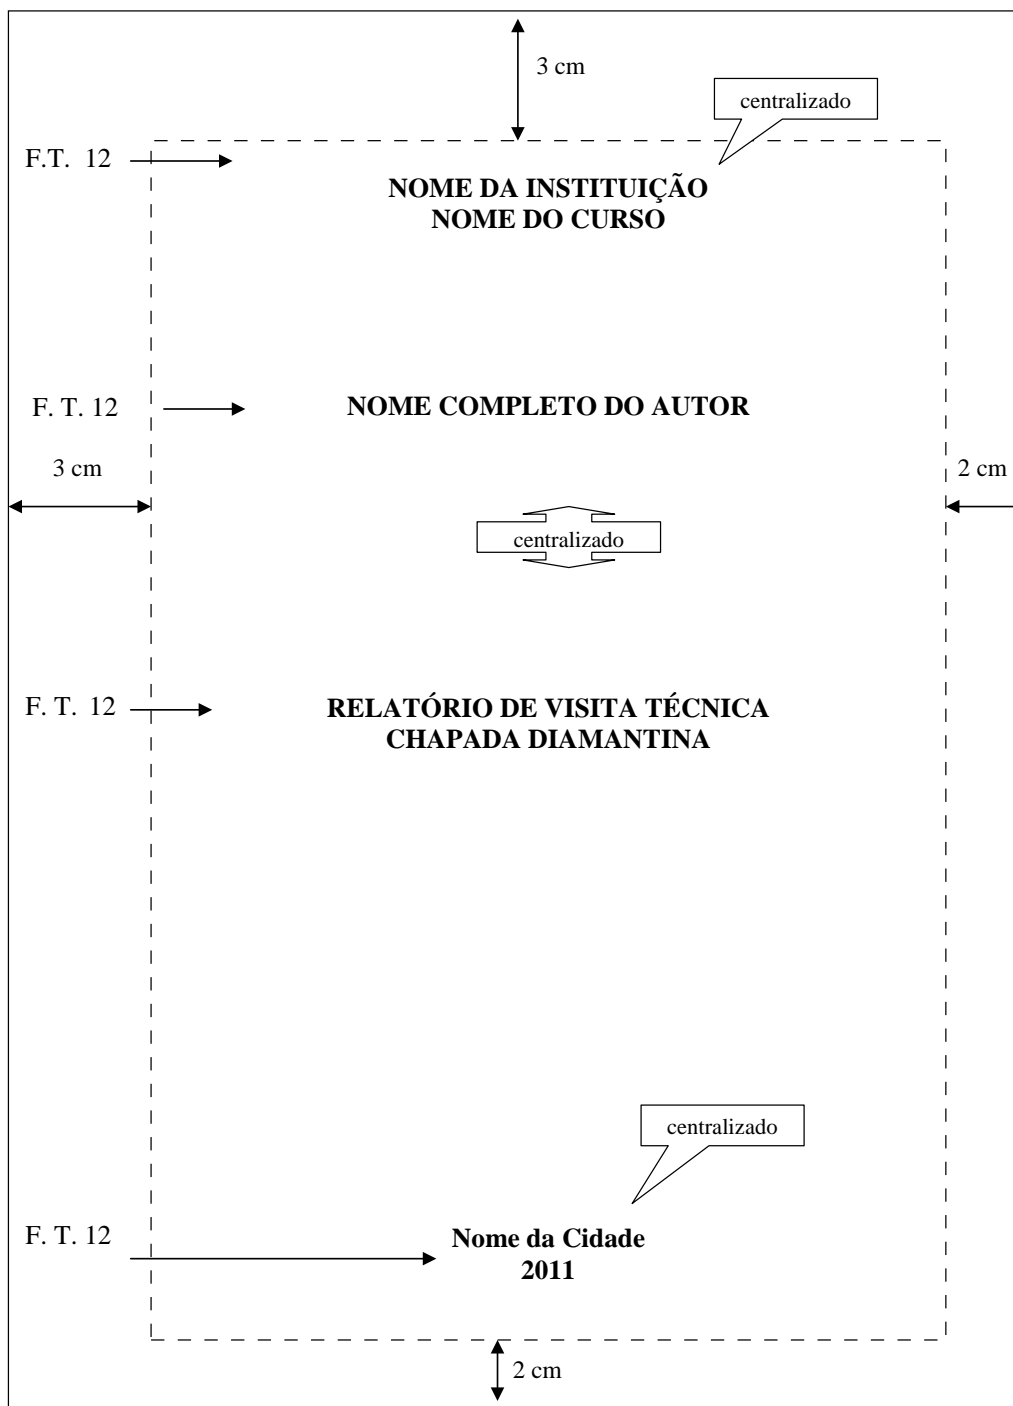 3 cm
centralizado
F.T. 12
NOME DA INSTITUIÇÃO
NOME DO CURSO
F. T. 12
NOME COMPLETO DO AUTOR
3 cm
2 cm
centralizado
F. T. 12
RELATÓRIO DE VISITA TÉCNICA
CHAPADA DIAMANTINA
centralizado
F. T. 12
Nome da Cidade
2011
2 cm